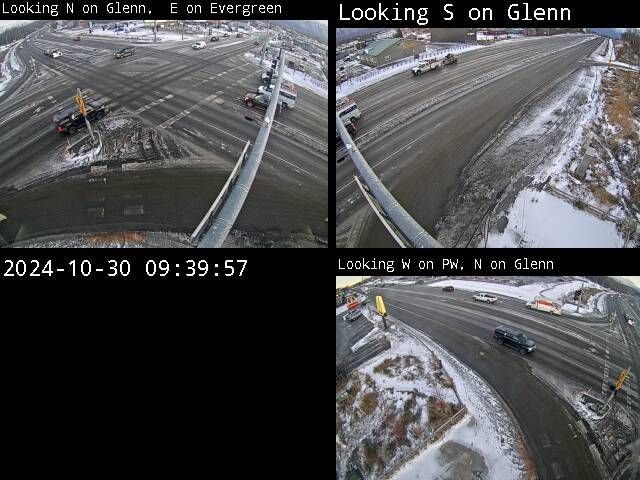 Looking N on Glenn,  E on Evergreen
Looking S on Glenn
2024-10-30 09:39:57
Looking W on PW, N on Glenn